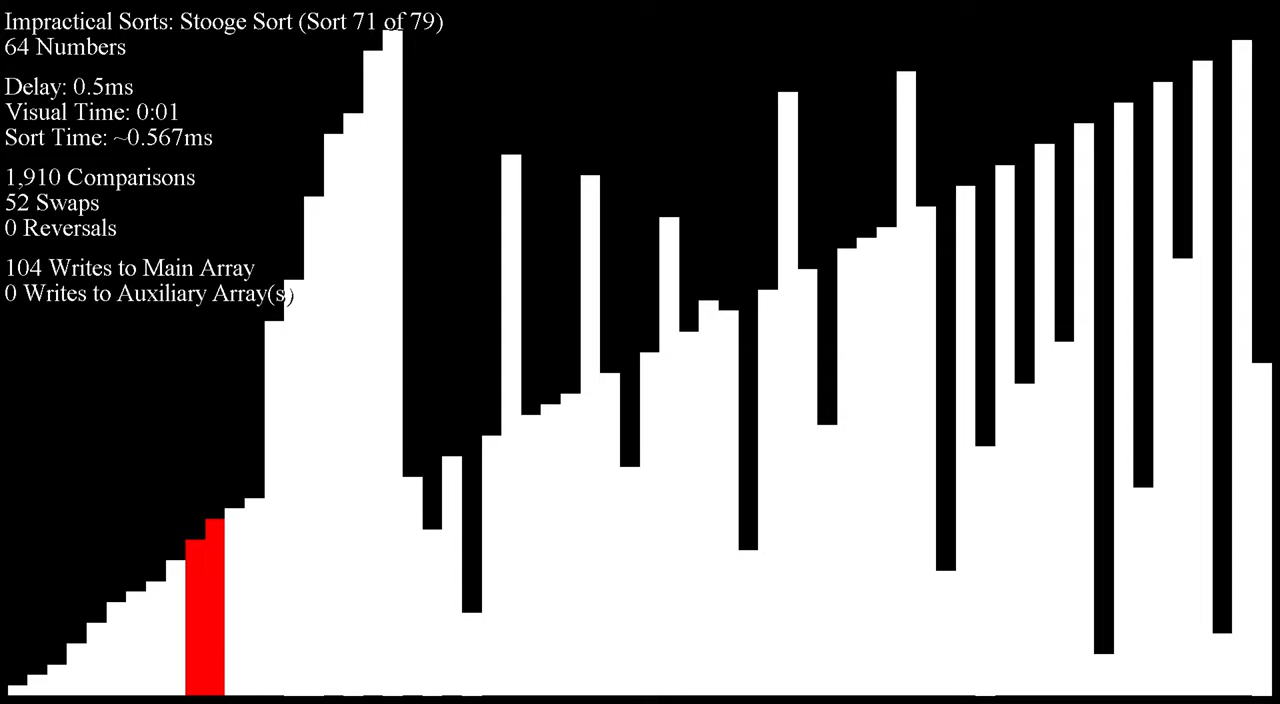 Impractical Sorts: Stooge Sort (Sort 71 of 79)
64 Numbers
Delay: 0.5ms
Visual Time: 0:01
Sort Time: ~0.567ms
1,910 Comparisons
52 Swaps
0 Reversals
104 Writes to Main Array
0 Writes to Auxiliary Array(s)